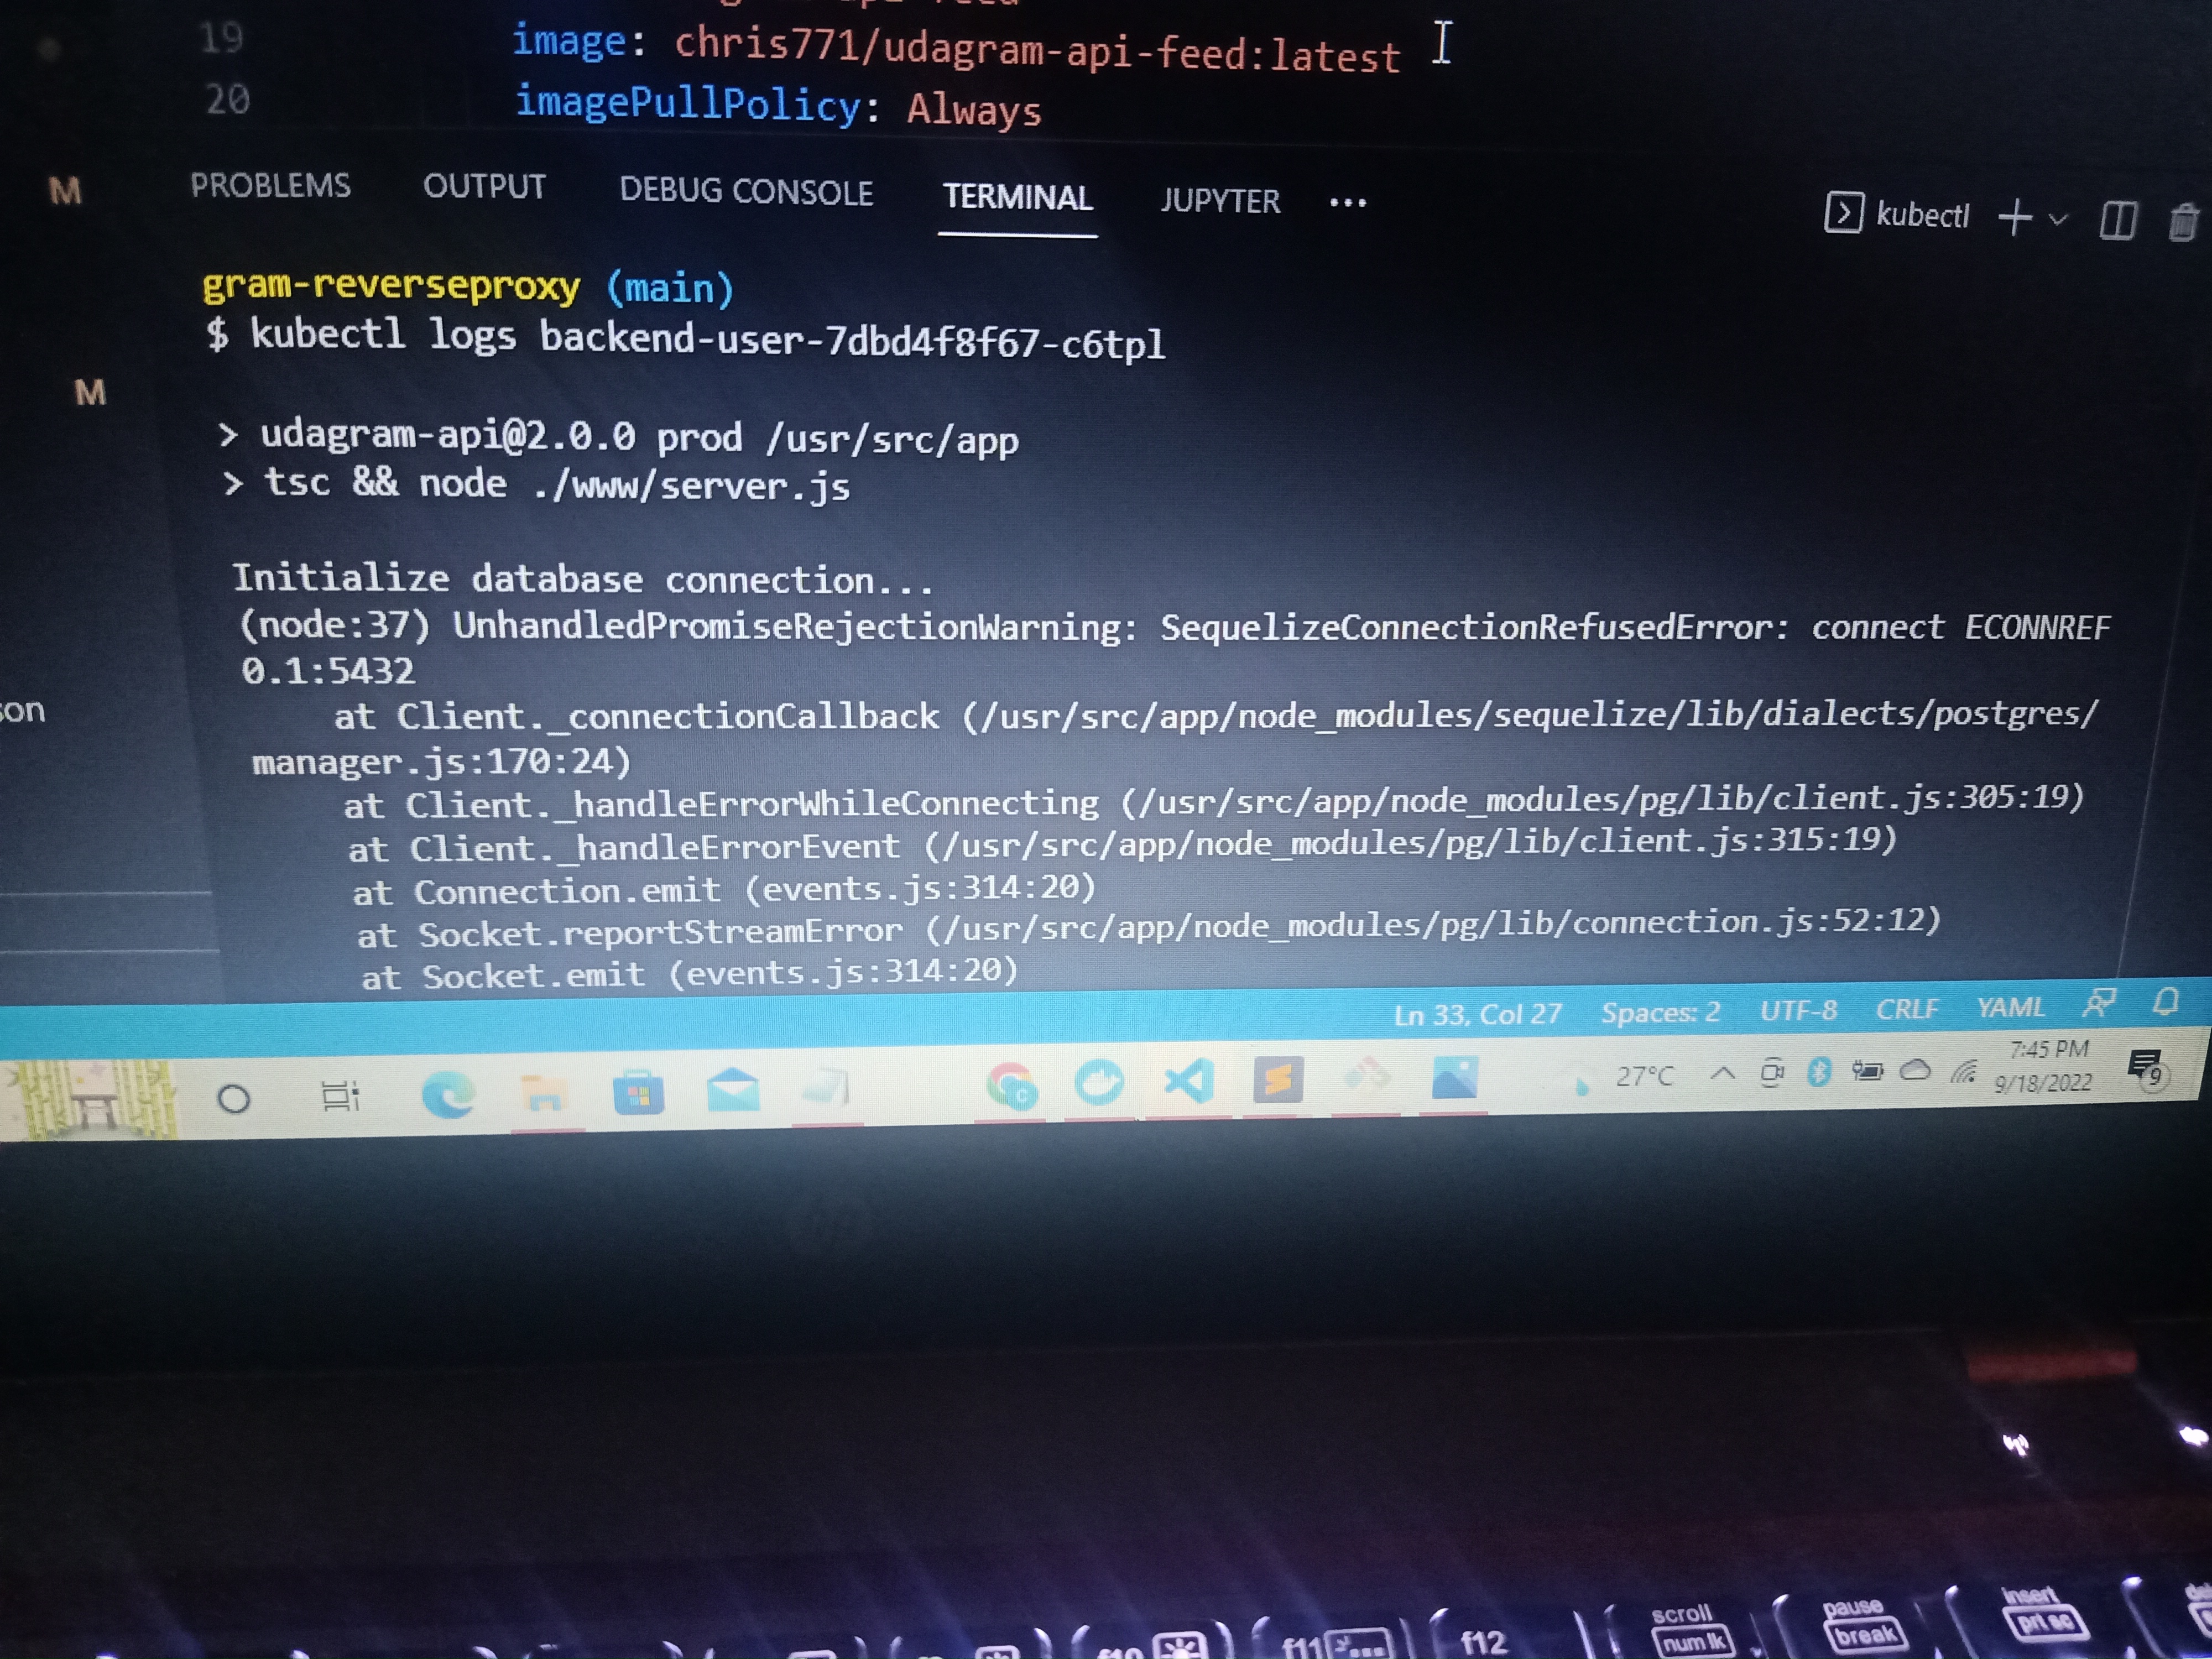 19 image: chris771/udagram-api-feed:latest
20 imagePullPolicy: Always
M
PROBLEMS OUTPUT DEBUG CONSOLE TERMINAL JUPYTER ... kubectl
gram-reverseproxy (main)
$ kubectl logs backend-user-7dbd4f8f67-c6tpl
M
> udagram-api@2.0.0 prod /usr/src/app
> tsc && node ./www/server.js
Initialize database connection...
(node:37) UnhandledPromiseRejectionWarning: SequelizeConnectionRefusedError: connect ECONNREF
0.1:5432
son
at Client._connectionCallback (/usr/src/app/node_modules/sequelize/lib/dialects/postgres/
manager.js:170:24)
at Client._handleErrorWhileConnecting (/usr/src/app/node_modules/pg/lib/client.js:305:19)
at Client._handleErrorEvent (/usr/src/app/node_modules/pg/lib/client.js:315:19)
at Connection.emit (events.js:314:20)
at Socket.reportStreamError (/usr/src/app/node_modules/pg/lib/connection.js:52:12)
at Socket.emit (events.js:314:20)
Ln 33, Col 27 Spaces: 2 UTF-8 CRLF YAML
27°C 7:45 PM
9/18/2022
9
f10 f11 f12 scroll num lk pause break insert prt sc